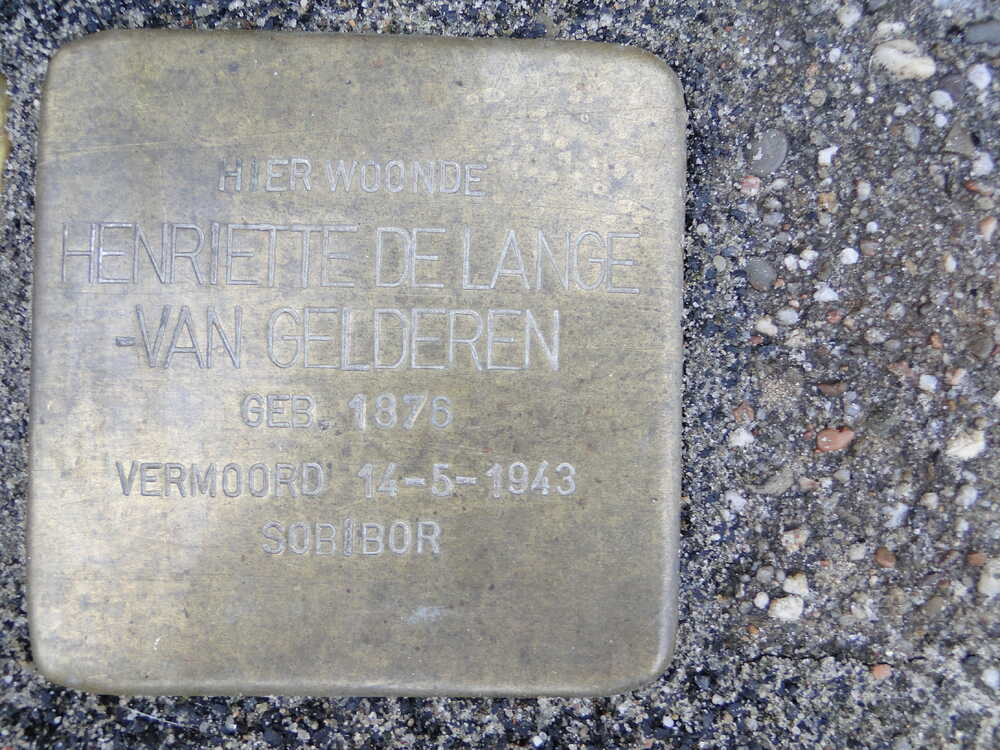 HIER WOONDE
HENRIETTE DE LANGE
-VAN GELDEREN
GEB. 1876
VERMOORD 14-5-1943
SOBIBOR